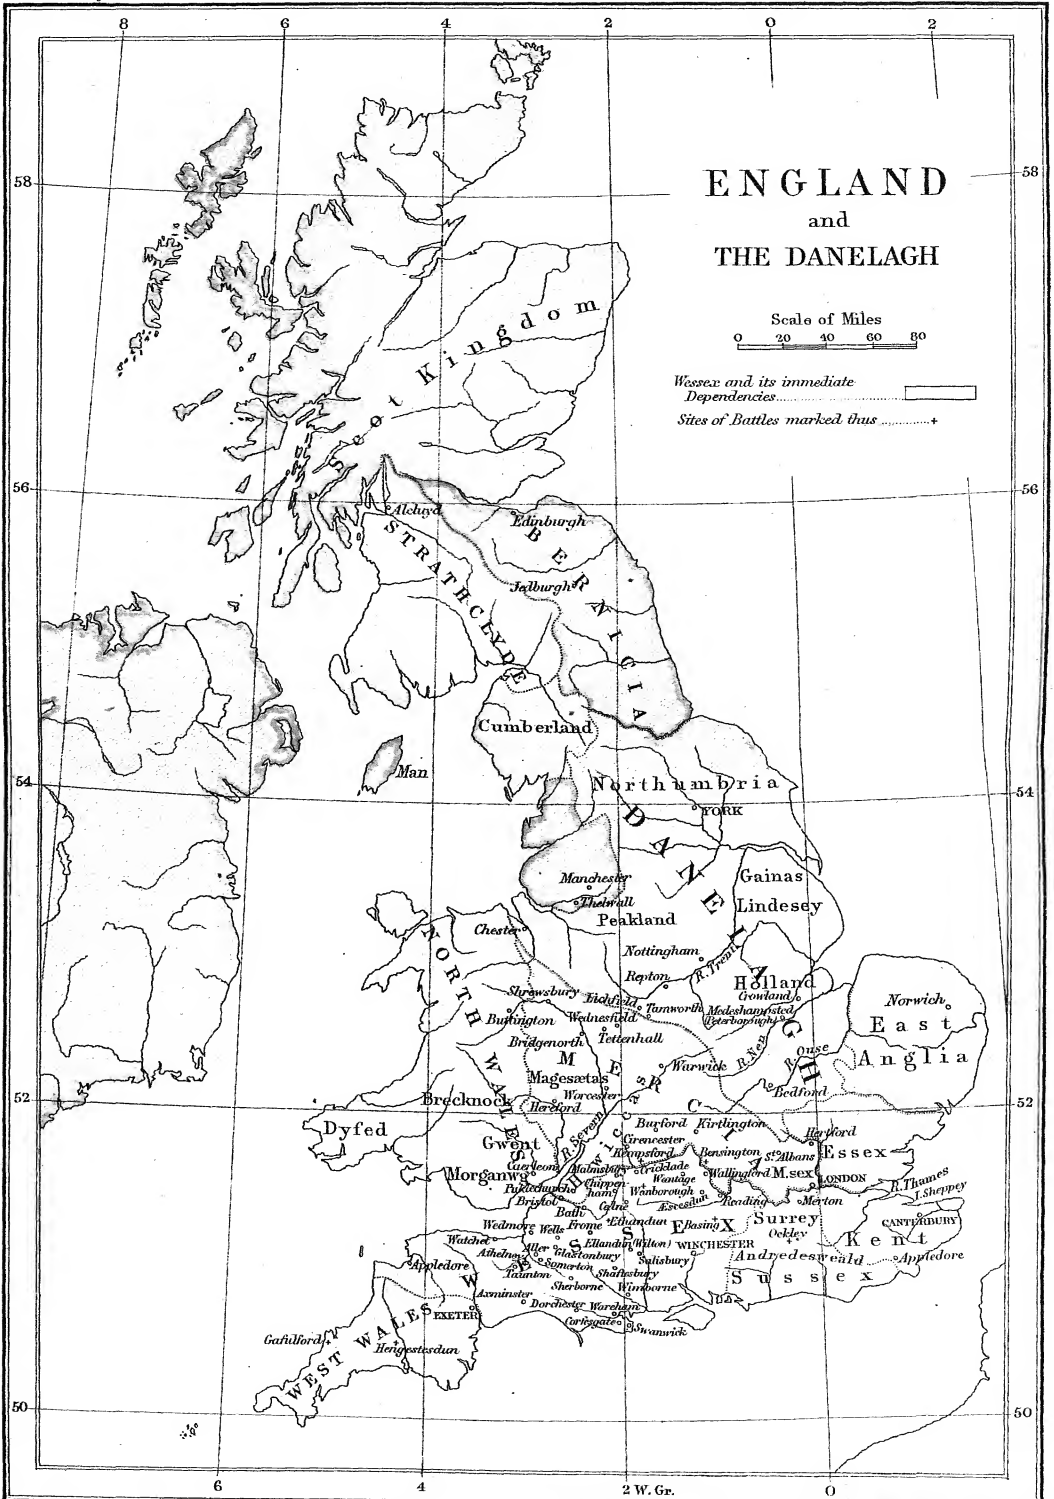 8 6 4 2 0 2
58 58
ENGLAND
and
THE DANELAGH
Scale of Miles
0 20 40 60 80
Wessex and its immediate
Dependencies
Sites of Battles marked thus +
Scot Kingdom
56 56
Alcluyd
Edinburgh
STRATHCLYDE
BERNICIA
Jedburgh
Cumberland
Man
54 54
Northumbria
YORK
DANELAGH
Manchester
Thelwall
Peakland
Gainas
Lindesey
Chester
NORTH WALES
Nottingham
R. Trent
Repton
Holland
Crowland
Shrewsbury
Lichfield
Tamworth
Medeshampsted
Peterborough
Norwich
East
Anglia
Buttington
Wednesfield
Bridgenorth
Tettenhall
MERCIA
R. Nen
R. Ouse
Magesætas
Warwick
Bedford
Worcester
Brecknock
Hereford
52 52
Hwiccas
R. Severn
Dyfed
Burford
Kirtlington
Hertford
Gwent
Cirencester
Kempsford
Bensington
St. Albans
Essex
Caerleon
Malmsbury
Cricklade
Morganwg
Wantage
Wallingford
M.sex
LONDON
R. Thames
I. Sheppey
Pucklechurch
Chippen-
ham
Wanborough
Bristol
Æscesdun
Reading
Merton
Bath
Calne
CANTERBURY
Wedmore
Wells
Frome
Ethandun
Basing
Surrey
Ockley
Kent
WESSEX
Watchet
Aller
Glastonbury
Ellandun (Wilton)
WINCHESTER
Athelney
Andredesweald
Appledore
Appledore
Somerton
Salisbury
Taunton
Shaftesbury
Sussex
Sherborne
Wimborne
Axminster
EXETER
Dorchester
Wareham
Corfesgate
Swanwick
Gafulford
Hengestesdun
WEST WALES
50 50
6 4 2 W. Gr. 0